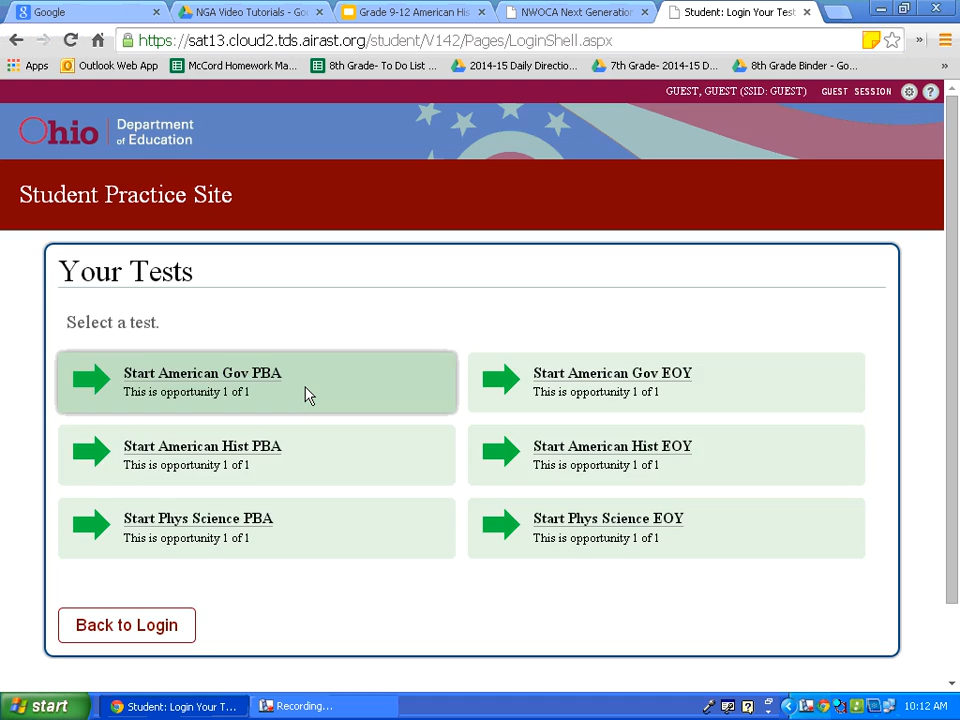 Google
NGA Video Tutorials - Go
Grade 9-12 American His
NWOCA Next Generation
Student: Login Your Test
https://sat13.cloud2.tds.airast.org/student/V142/Pages/LoginShell.aspx
Apps
Outlook Web App
McCord Homework Ma...
8th Grade- To Do List ...
2014-15 Daily Directio...
7th Grade- 2014-15 D...
8th Grade Binder - Go...
GUEST, GUEST (SSID: GUEST)
GUEST SESSION
Ohio
Department
of Education
Student Practice Site
Your Tests
Select a test.
Start American Gov PBA
This is opportunity 1 of 1
Start American Gov EOY
This is opportunity 1 of 1
Start American Hist PBA
This is opportunity 1 of 1
Start American Hist EOY
This is opportunity 1 of 1
Start Phys Science PBA
This is opportunity 1 of 1
Start Phys Science EOY
This is opportunity 1 of 1
Back to Login
start
Student: Login Your T...
Recording...
10:12 AM